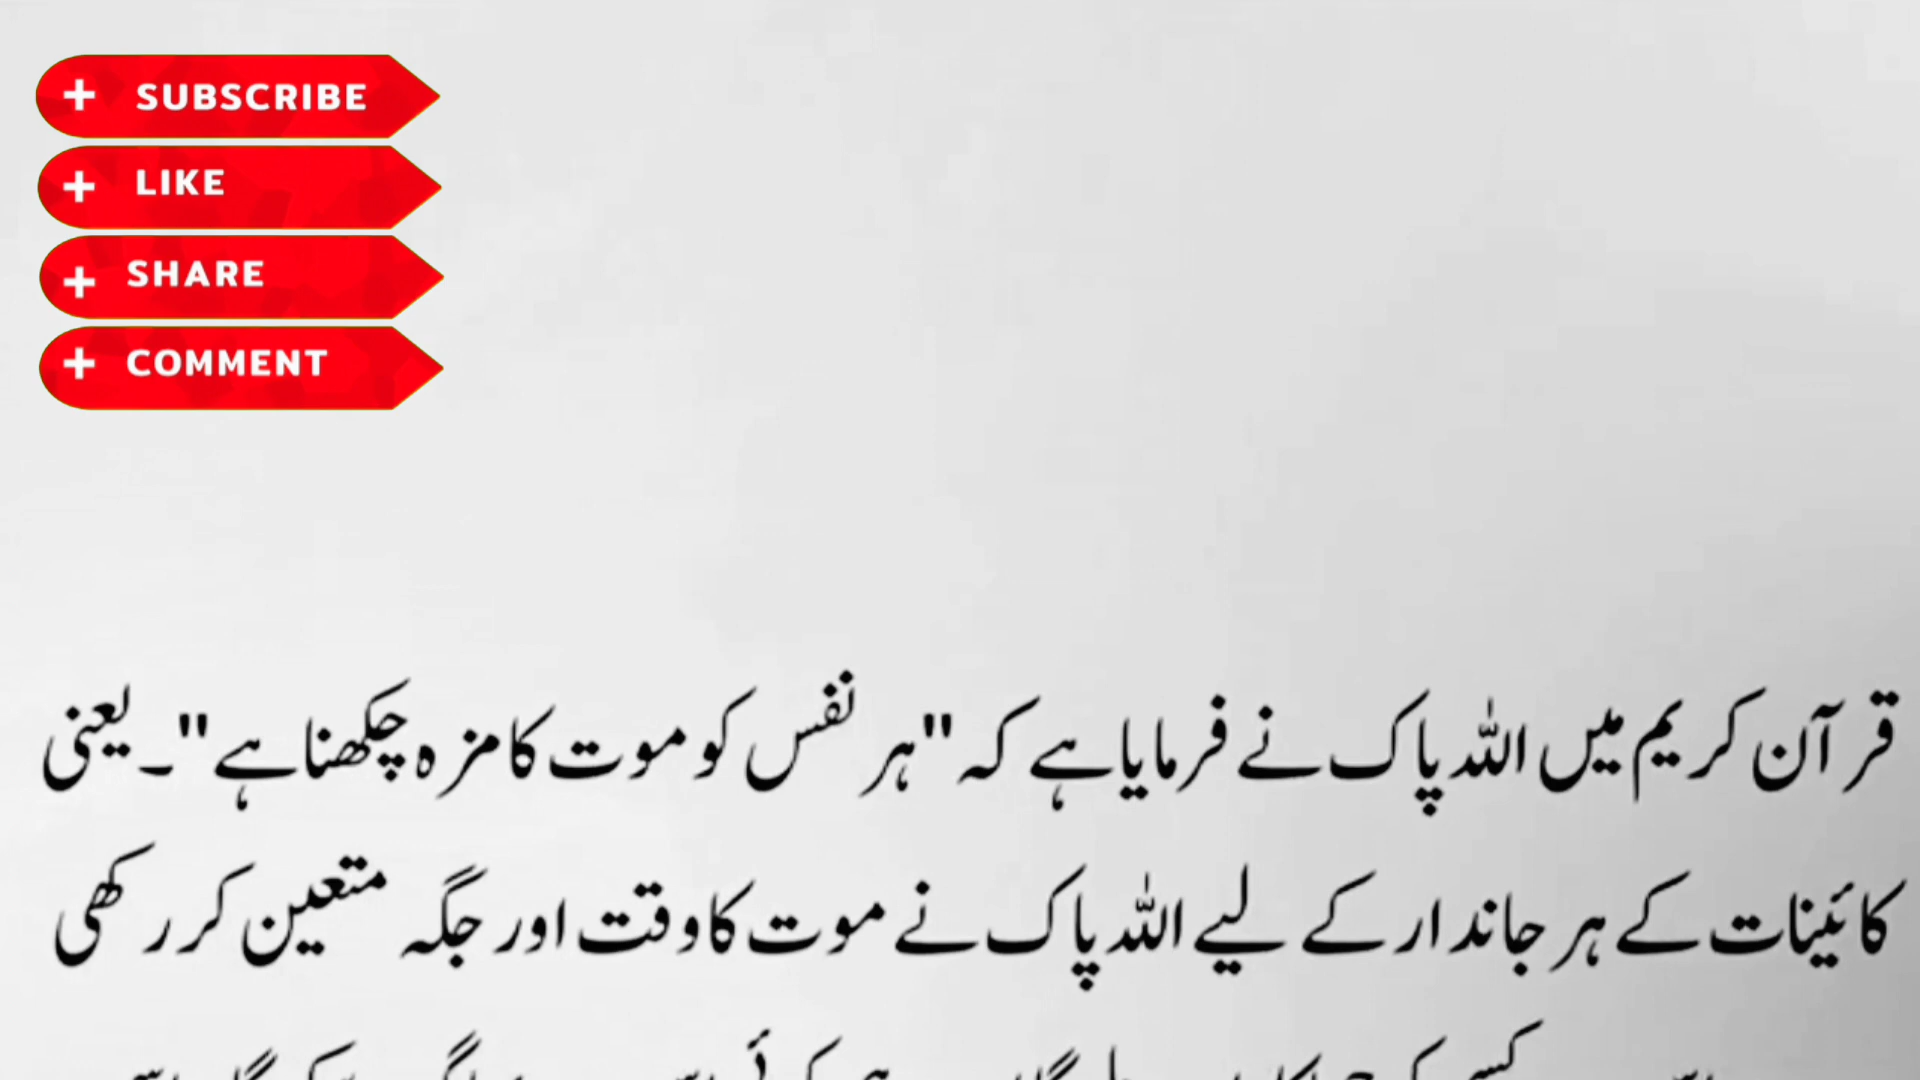 SUBSCRIBE
LIKE
SHARE
COMMENT
قرآن کریم میں اللہ پاک نے فرمایا ہے کہ "ہر نفس کو موت کا مزہ چکھنا ہے"۔ یعنی
کائینات کے ہر جاندار کے لیے اللہ پاک نے موت کا وقت اور جگہ متعین کر رکھی